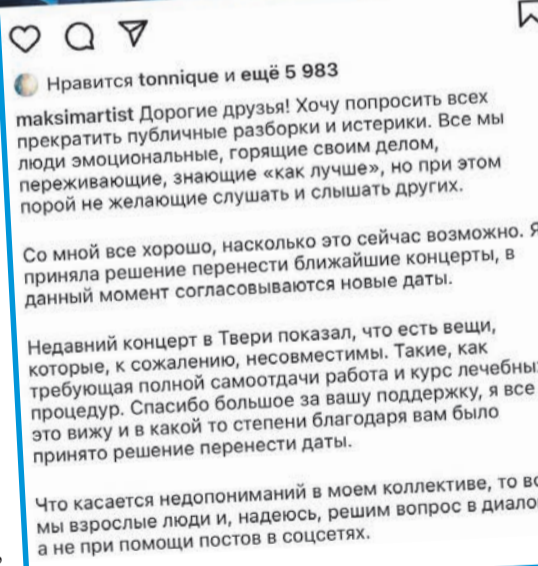 Нравится tonnique и ещё 5 983
maksimartist Дорогие друзья! Хочу попросить всех
прекратить публичные разборки и истерики. Все мы
люди эмоциональные, горящие своим делом,
переживающие, знающие «как лучше», но при этом
порой не желающие слушать и слышать других.
Со мной все хорошо, насколько это сейчас возможно. Я
приняла решение перенести ближайшие концерты, в
данный момент согласовываются новые даты.
Недавний концерт в Твери показал, что есть вещи,
которые, к сожалению, несовместимы. Такие, как
требующая полной самоотдачи работа и курс лечебны
процедур. Спасибо большое за вашу поддержку, я все
это вижу и в какой то степени благодаря вам было
принято решение перенести даты.
Что касается недопониманий в моем коллективе, то вс
мы взрослые люди и, надеюсь, решим вопрос в диало
а не при помощи постов в соцсетях.